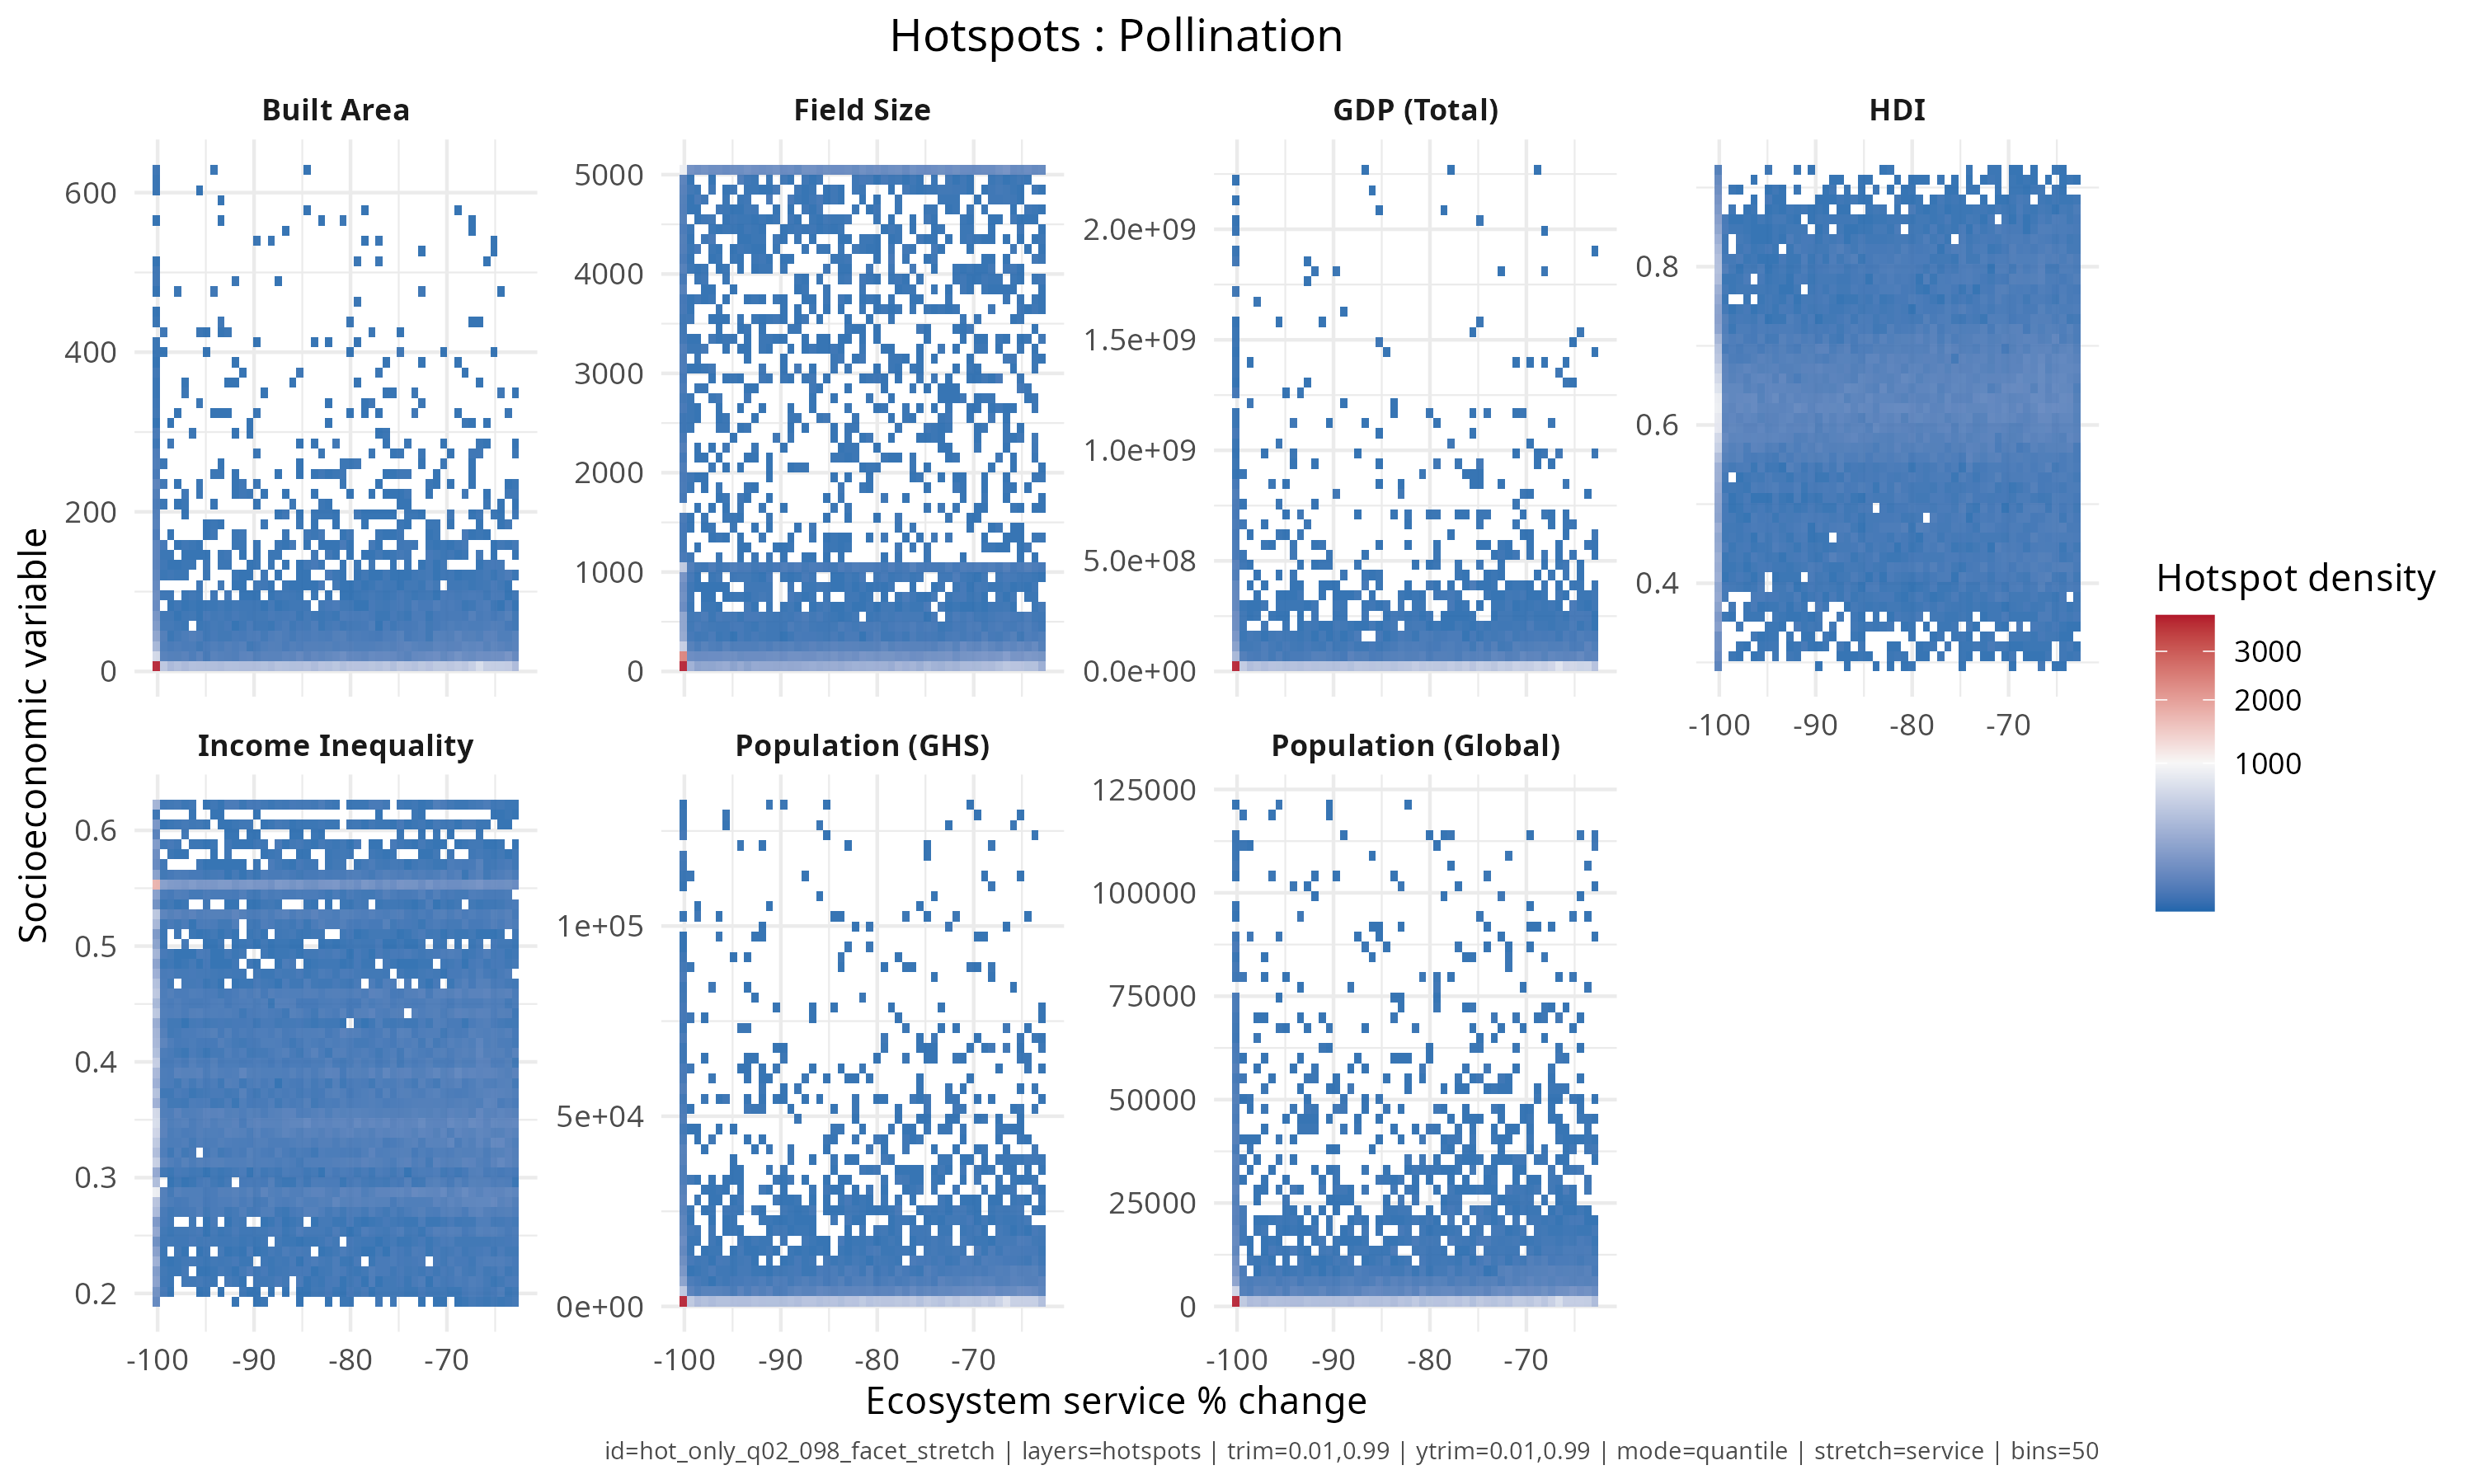 Hotspots : Pollination
Built Area
Field Size
GDP (Total)
HDI
600
400
200
0
5000
4000
3000
2000
1000
0
2.0e+09
1.5e+09
1.0e+09
5.0e+08
0.0e+00
0.8
0.6
0.4
-100 -90 -80 -70
Socioeconomic variable
Hotspot density
3000
2000
1000
Income Inequality
Population (GHS)
Population (Global)
0.6
0.5
0.4
0.3
0.2
1e+05
5e+04
0e+00
125000
100000
75000
50000
25000
0
-100 -90 -80 -70
-100 -90 -80 -70
-100 -90 -80 -70
Ecosystem service % change
id=hot_only_q02_098_facet_stretch | layers=hotspots | trim=0.01,0.99 | ytrim=0.01,0.99 | mode=quantile | stretch=service | bins=50